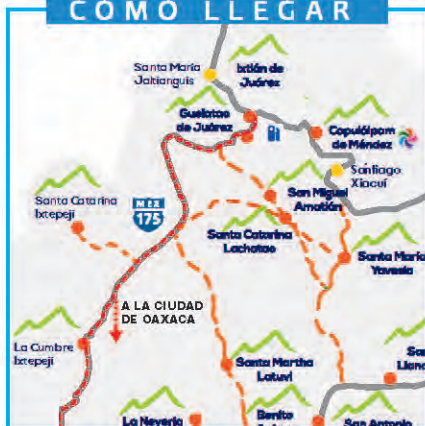 CÓMO LLEGAR
Santa María
Jaltianguis
Ixtlán de
Juárez
Guelatao
de Juárez
Capulálpam
de Méndez
Santiago
Xiacuí
San Miguel
Amatlán
Santa Catarina
Ixtepeji
MEX
175
Santa Catarina
Lachatao
Santa María
Yavesía
A LA CIUDAD
DE OAXACA
La Cumbre
Ixtepeji
Santa Martha
Latuvi
La Nevería
Benito
San Antonio